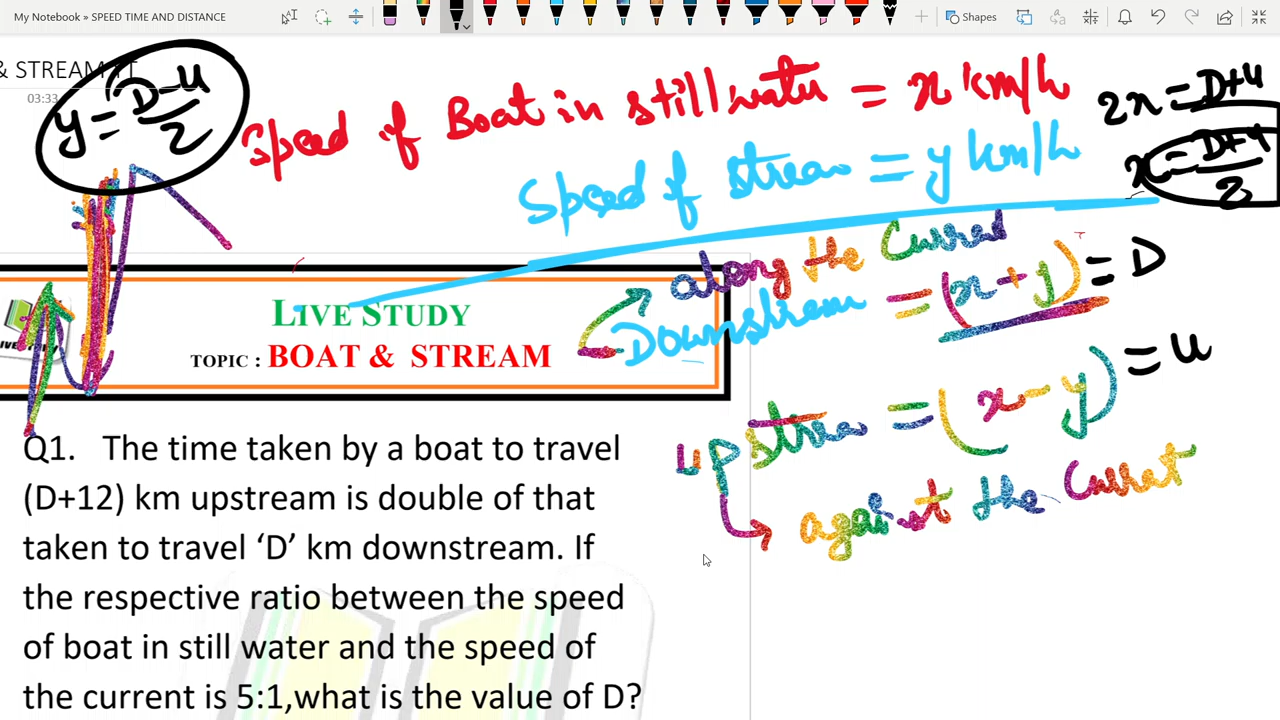 My Notebook » SPEED TIME AND DISTANCE
Shapes
& STREAM YT
03:33
y = D-u/2
Speed of Boat in still water = x km/h
Speed of stream = y km/h
2x = D+u
x = D+u/2
along the Current
Downstream = (x+y) = D
upstream = (x-y) = u
against the Current
LIVE STUDY
TOPIC : BOAT & STREAM
Q1. The time taken by a boat to travel
(D+12) km upstream is double of that
taken to travel ‘D’ km downstream. If
the respective ratio between the speed
of boat in still water and the speed of
the current is 5:1,what is the value of D?